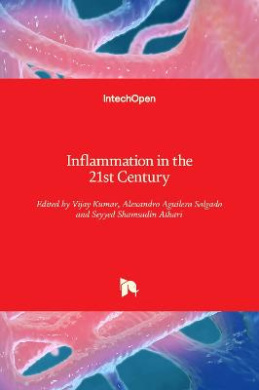 IntechOpen
Inflammation in the
21st Century
Edited by Vijay Kumar, Alexandro Aguilera Salgado
and Seyyed Shamsadin Athari